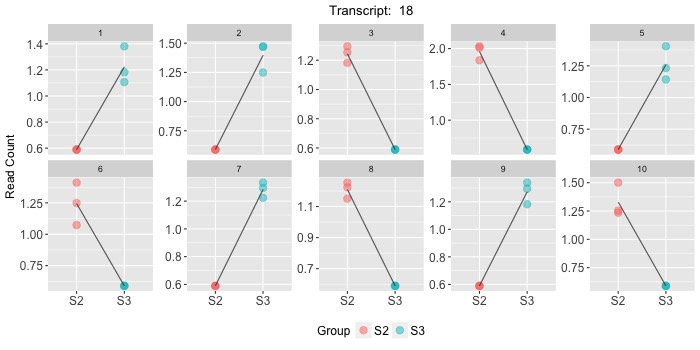 Transcript: 18
Read Count
1 2 3 4 5
1.4 1.2 1.0 0.8 0.6
1.50 1.25 1.00 0.75
1.2 1.0 0.8 0.6
2.0 1.5 1.0
1.25 1.00 0.75
6 7 8 9 10
1.25 1.00 0.75
1.2 1.0 0.8 0.6
1.1 0.9 0.7
1.2 1.0 0.8 0.6
1.50 1.25 1.00 0.75
S2 S3 S2 S3 S2 S3 S2 S3 S2 S3
Group S2 S3